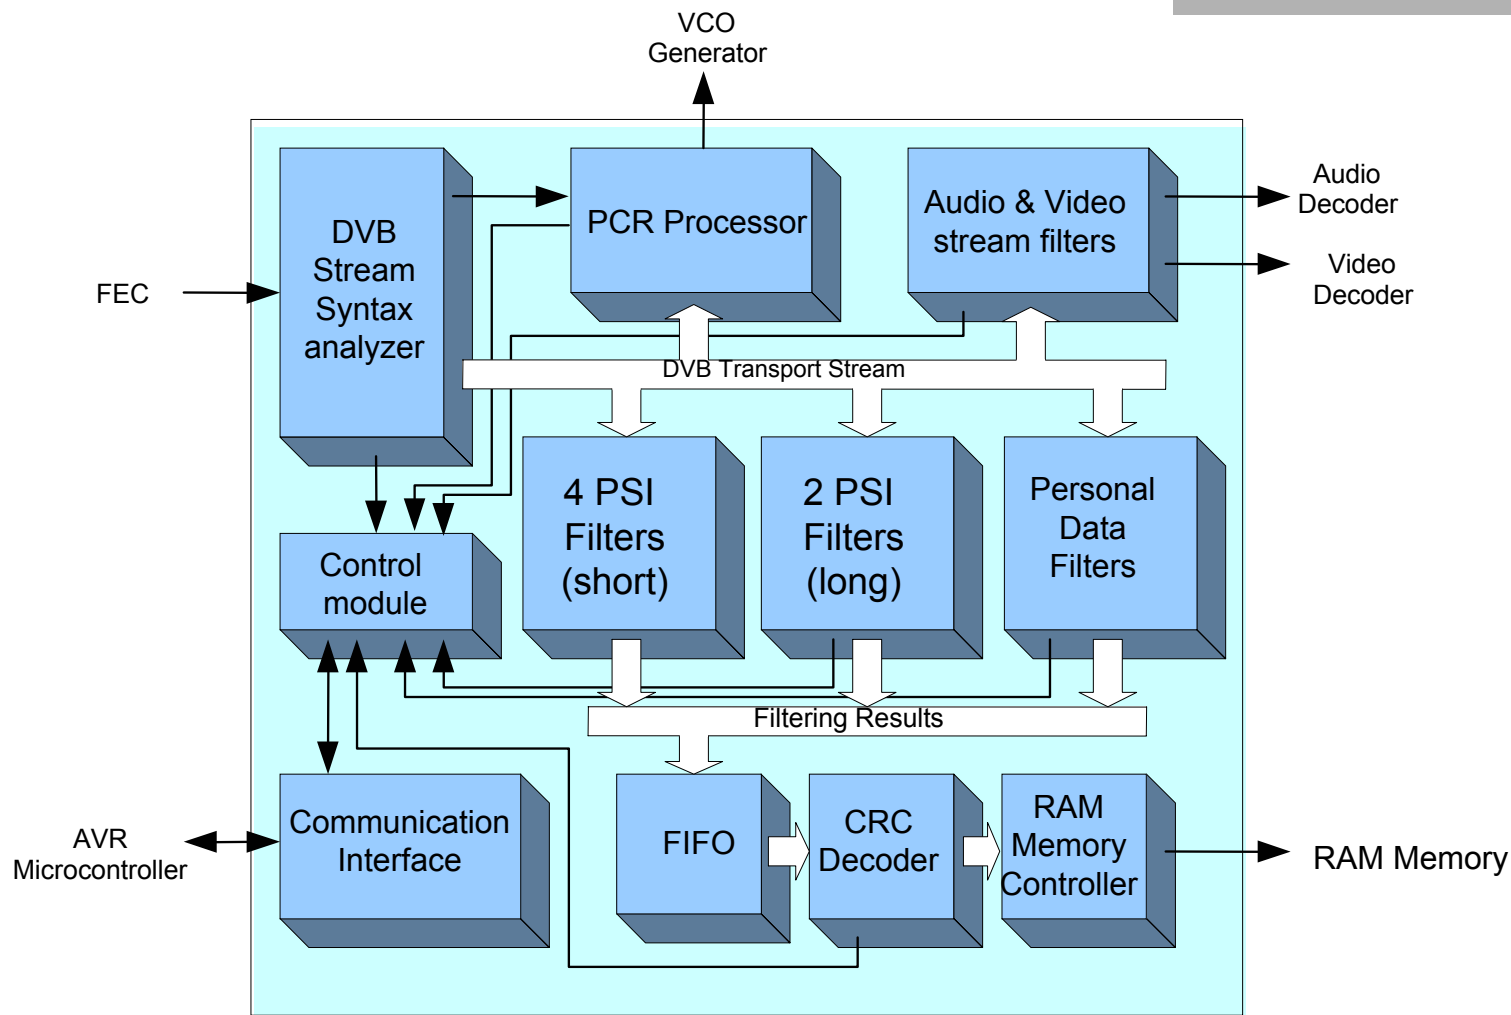 VCO
Generator
DVB
Stream
Syntax
analyzer
PCR Processor
Audio & Video
stream filters
Audio
Decoder
Video
Decoder
FEC
DVB Transport Stream
4 PSI
Filters
(short)
2 PSI
Filters
(long)
Personal
Data
Filters
Control
module
Filtering Results
Communication
Interface
FIFO
CRC
Decoder
RAM
Memory
Controller
AVR
Microcontroller
RAM Memory